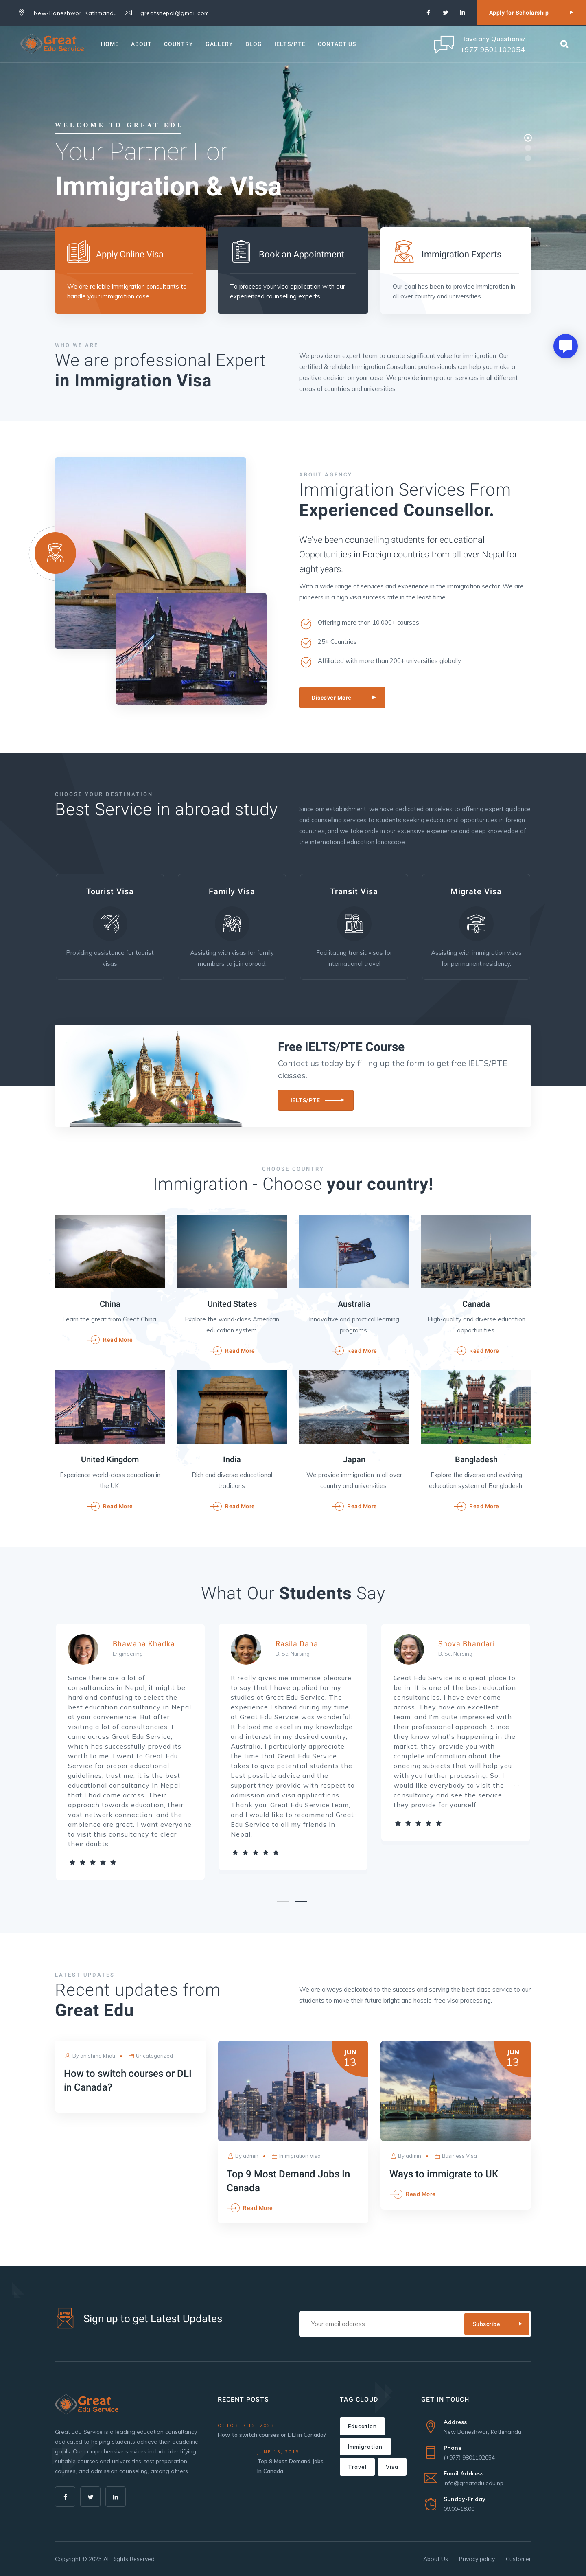 New-Baneshwor, Kathmandu
greatsnepal@gmail.com
Apply for Scholarship
Great
Edu Service
HOME
ABOUT
COUNTRY
GALLERY
BLOG
IELTS/PTE
CONTACT US
Have any Questions?
+977 9801102054
WELCOME TO GREAT EDU
Your Partner For
Immigration & Visa
Apply Online Visa
We are reliable immigration consultants to
handle your immigration case.
Book an Appointment
To process your visa application with our
experienced counselling experts.
Immigration Experts
Our goal has been to provide immigration in
all over country and universities.
WHO WE ARE
We are professional Expert
in Immigration Visa
We provide an expert team to create significant value for immigration. Our
certified & reliable Immigration Consultant professionals can help you make a
positive decision on your case. We provide immigration services in all different
areas of countries and universities.
ABOUT AGENCY
Immigration Services From
Experienced Counsellor.
We've been counselling students for educational
Opportunities in Foreign countries from all over Nepal for
eight years.
With a wide range of services and experience in the immigration sector. We are
pioneers in a high visa success rate in the least time.
Offering more than 10,000+ courses
25+ Countries
Affiliated with more than 200+ universities globally
Discover More
CHOOSE YOUR DESTINATION
Best Service in abroad study
Since our establishment, we have dedicated ourselves to offering expert guidance
and counselling services to students seeking educational opportunities in foreign
countries, and we take pride in our extensive experience and deep knowledge of
the international education landscape.
Tourist Visa
Providing assistance for tourist
visas
Family Visa
Assisting with visas for family
members to join abroad.
Transit Visa
Facilitating transit visas for
international travel
Migrate Visa
Assisting with immigration visas
for permainent residency.
Free IELTS/PTE Course
Contact us today by filling up the form to get free IELTS/PTE
classes.
IELTS/PTE
CHOOSE COUNTRY
Immigration - Choose your country!
China
Learn the greet from Great China.
Read More
United States
Explore the world-class American
education system
Read More
Australia
Innovative and practical learning
programs.
Read More
Canada
High-quality and diverse education
opportunities.
Read More
United Kingdom
Experience world-class education in
the UK.
Read More
India
Rich and diverse educational
traditions.
Read More
Japan
We provide immigration in all over
country and universities.
Read More
Bangladesh
Explore the diverse and evolving
education system of Bangladesh.
Read More
What Our Students Say
Bhawana Khadka
Engineering
Since there are a lot of
consultancies in Nepal, it might be
hard and confusing to select the
best education consultancy in Nepal
at your convenience. But after
visiting a lot of consultancies, I
came across Great Edu Service;
which has successfully proved its
worth to me. I went to Great Edu
Service for proper educational
guidelines; trust me: it is the best
educational consultancy in Nepal
that I had come across. Their
approach towards education, their
vast network connection, and the
ambience are great. I want everyone
to visit this consultancy to clear
their doubts.
Rasila Dahal
B. Sc. Nursing
It really gives me immense pleasure
to say that I have applied for my
studies at Great Edu Service. The
experience I shared during my time
at Great Edu Service was wonderful.
It helped me excel in my knowledge
and interest in my desired country,
Australia. I particularly appreciate
the time that Great Edu Service
takes to give potential students the
best possible advice and the
support they provide with respect to
admission and visa applications.
Thank you, Great Edu Service team,
and I would like to recommend Great
Edu Service to all my friends in
Nepal.
Shova Bhandari
B. Sc. Nursing
Great Edu Service is a great place to
be in. It is one of the best education
consultancies. I have ever come
across. They have an excellent
team, and I'm quite impressed with
their professional approach. Since
they know what's happening in the
market, they provide you with
complete information about the
ongoing subjects that will help you
with you further processing. So, I
would like everybody to visit the
consultancy and see the service
they provide for yourself.
LATEST UPDATES
Recent updates from
Great Edu
We are always dedicated to the success and serving the best class service to our
students to make their future bright and hassle-free visa processing.
By anishma khati
Uncategorized
How to switch courses or DLI
in Canada?
JUN
13
By admin
Immigration Visa
Top 9 Most Demand Jobs In
Canada
Read More
JUN
13
By admin
Business Visa
Ways to immigrate to UK
Read More
NEWS
Sign up to get Latest Updates
Your email address
Subscribe
Great
Edu Service
Great Edu Service is a leading education consultancy
dedicated to helping students achieve their academic
goals. Our comprehensive services include identifying
suitable courses and universities, test preparation
courses, and admission counseling, among others.
RECENT POSTS
OCTOBER 12, 2023
How to switch courses or DLI in Canada?
JUNE 13, 2019
Top 9 Most Demand Jobs
In Canada
TAG CLOUD
Education
Immigration
Travel
Visa
GET IN TOUCH
Address
New Baneshwor, Kathmandu
Phone
(+977) 9801102054
Email Address
info@greatedu.edu.np
Sunday-Friday
09:00-18:00
Copyright © 2023 All Rights Reserved.
About Us
Privacy policy
Customer